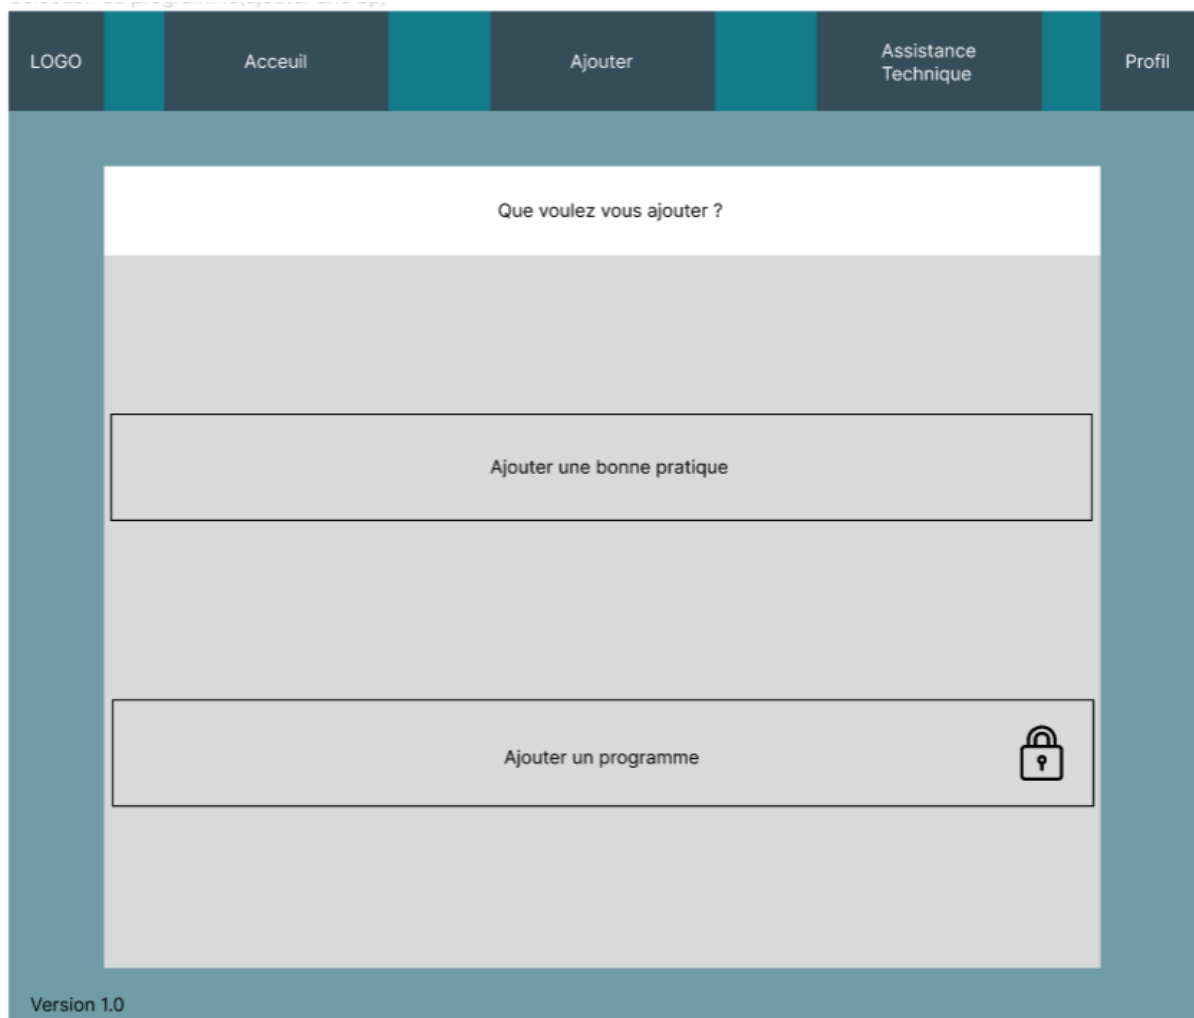 LOGO
Acceuil
Ajouter
Assistance
Technique
Profil
Que voulez vous ajouter ?
Ajouter une bonne pratique
Ajouter un programme
Version 1.0